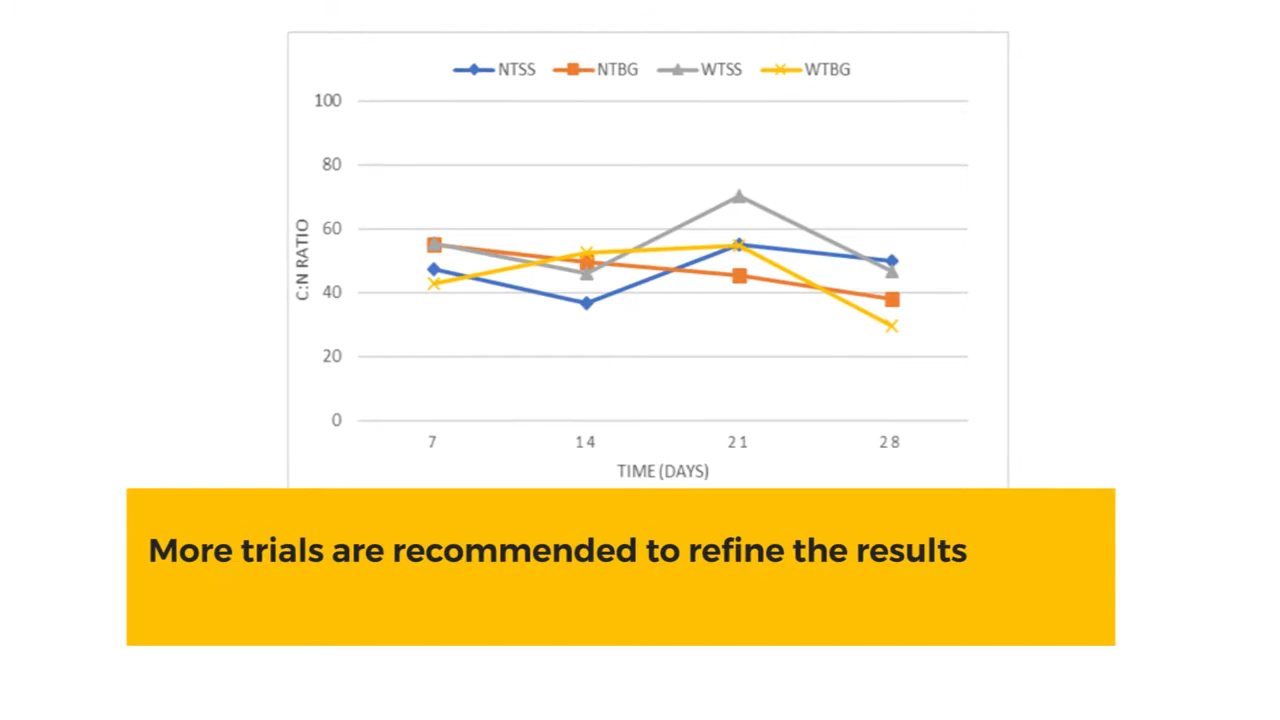 NTSS NTBG WTSS WTBG
100
80
60
40
20
0
C:N RATIO
7 14 21 28
TIME (DAYS)
More trials are recommended to refine the results